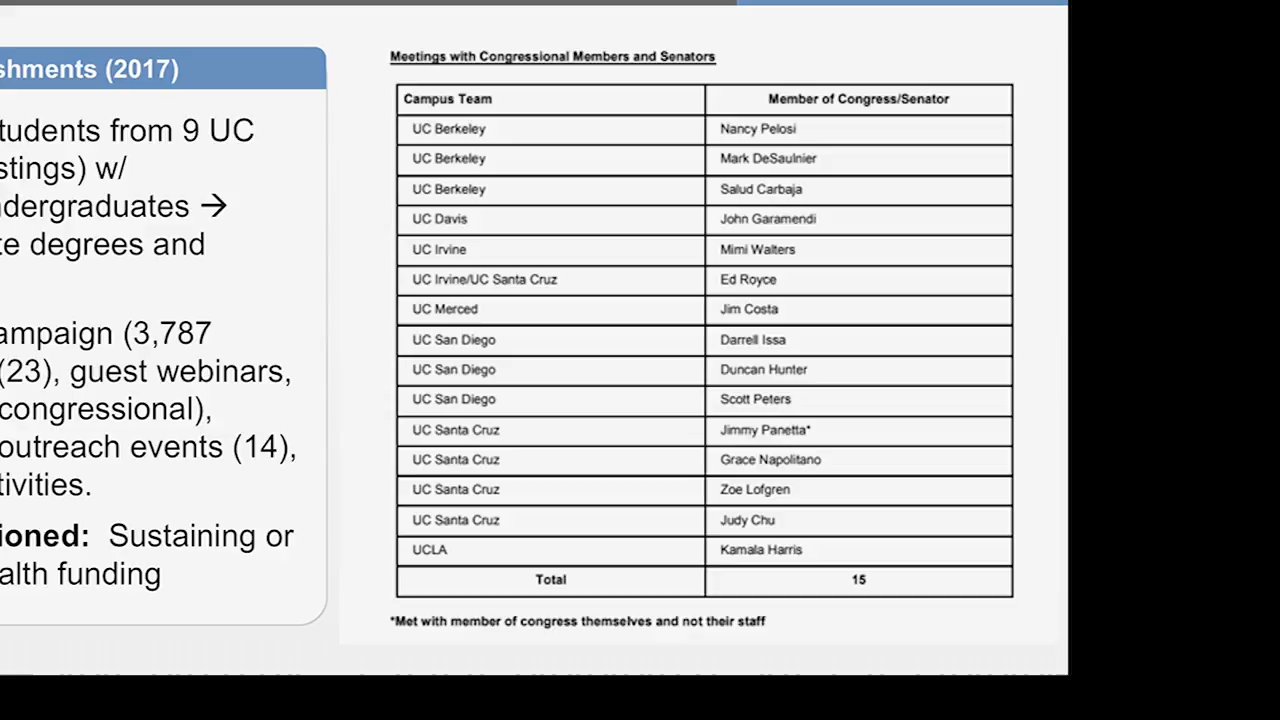 shments (2017)
tudents from 9 UC
stings) w/
ndergraduates →
te degrees and
ampaign (3,787
(23), guest webinars,
congressional),
outreach events (14),
tivities.
ioned: Sustaining or
alth funding
Meetings with Congressional Members and Senators
Campus Team Member of Congress/Senator
UC Berkeley Nancy Pelosi
UC Berkeley Mark DeSaulnier
UC Berkeley Salud Carbaja
UC Davis John Garamendi
UC Irvine Mimi Walters
UC Irvine/UC Santa Cruz Ed Royce
UC Merced Jim Costa
UC San Diego Darrell Issa
UC San Diego Duncan Hunter
UC San Diego Scott Peters
UC Santa Cruz Jimmy Panetta*
UC Santa Cruz Grace Napolitano
UC Santa Cruz Zoe Lofgren
UC Santa Cruz Judy Chu
UCLA Kamala Harris
Total 15
*Met with member of congress themselves and not their staff